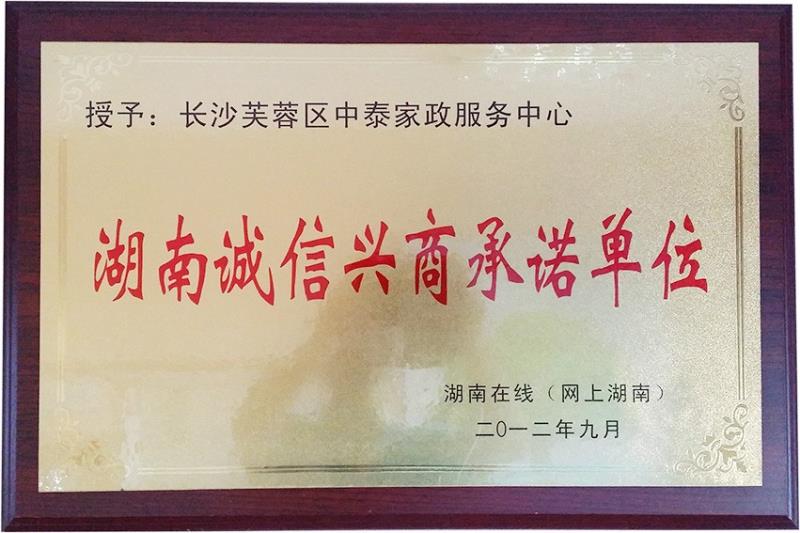 授予：长沙芙蓉区中泰家政服务中心
湖南诚信兴商承诺单位
湖南在线（网上湖南）
二0一二年九月